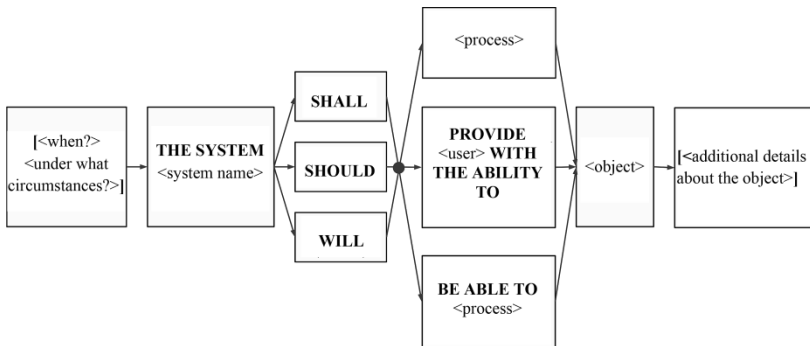 [<when?>
<under what
circumstances?>]
THE SYSTEM
<system name>
SHALL
SHOULD
WILL
<process>
PROVIDE
<user> WITH
THE ABILITY
TO
BE ABLE TO
<process>
<object>
[<additional details
about the object>]